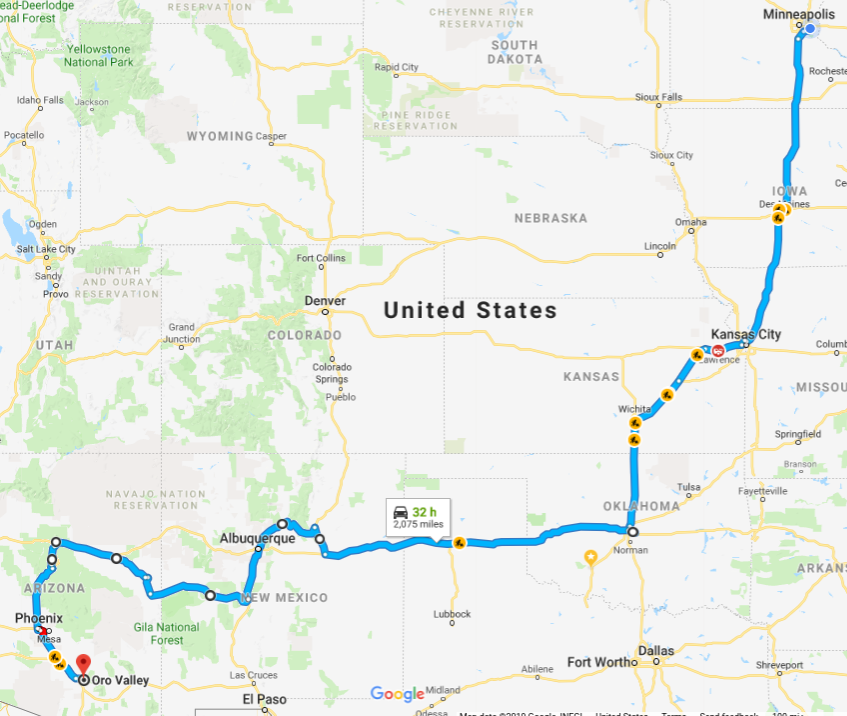 ead-Deerlodge
onal Forest
RESERVATION
CHEYENNE RIVER
RESERVATION
Minneapolis
SOUTH
DAKOTA
Yellowstone
National Park
Rapid City
Rocheste
Idaho Falls
Jackson
Sioux Falls
PINE RIDGE
RESERVATION
Pocatello
WYOMING
Casper
Sioux City
IOWA
Ce
NEBRASKA
Omaha
Ogden
Salt Lake City
Lincoln
Sandy
Provo
UINTAH
AND OURAY
RESERVATION
Fort Collins
Denver
United States
Kansas City
UTAH
Grand
Junction
COLORADO
Columb
Lawrence
Colorado
Springs
KANSAS
MISSOU
Pueblo
Wichita
Springfield
Branson
NAVAJO NATION
RESERVATION
Tulsa
Fayetteville
OKLAHOMA
32 h
2,075 miles
Albuquerque
Norman
ARKANS
ARIZONA
NEW MEXICO
Phoenix
Mesa
Gila National
Forest
Lubbock
Dallas
Fort Worth
Oro Valley
Las Cruces
Abilene
Shreveport
El Paso
Google
Midland
Odessa
Map data ©2019 Google, INEGI
United States
Terms
Send feedback
100 mi